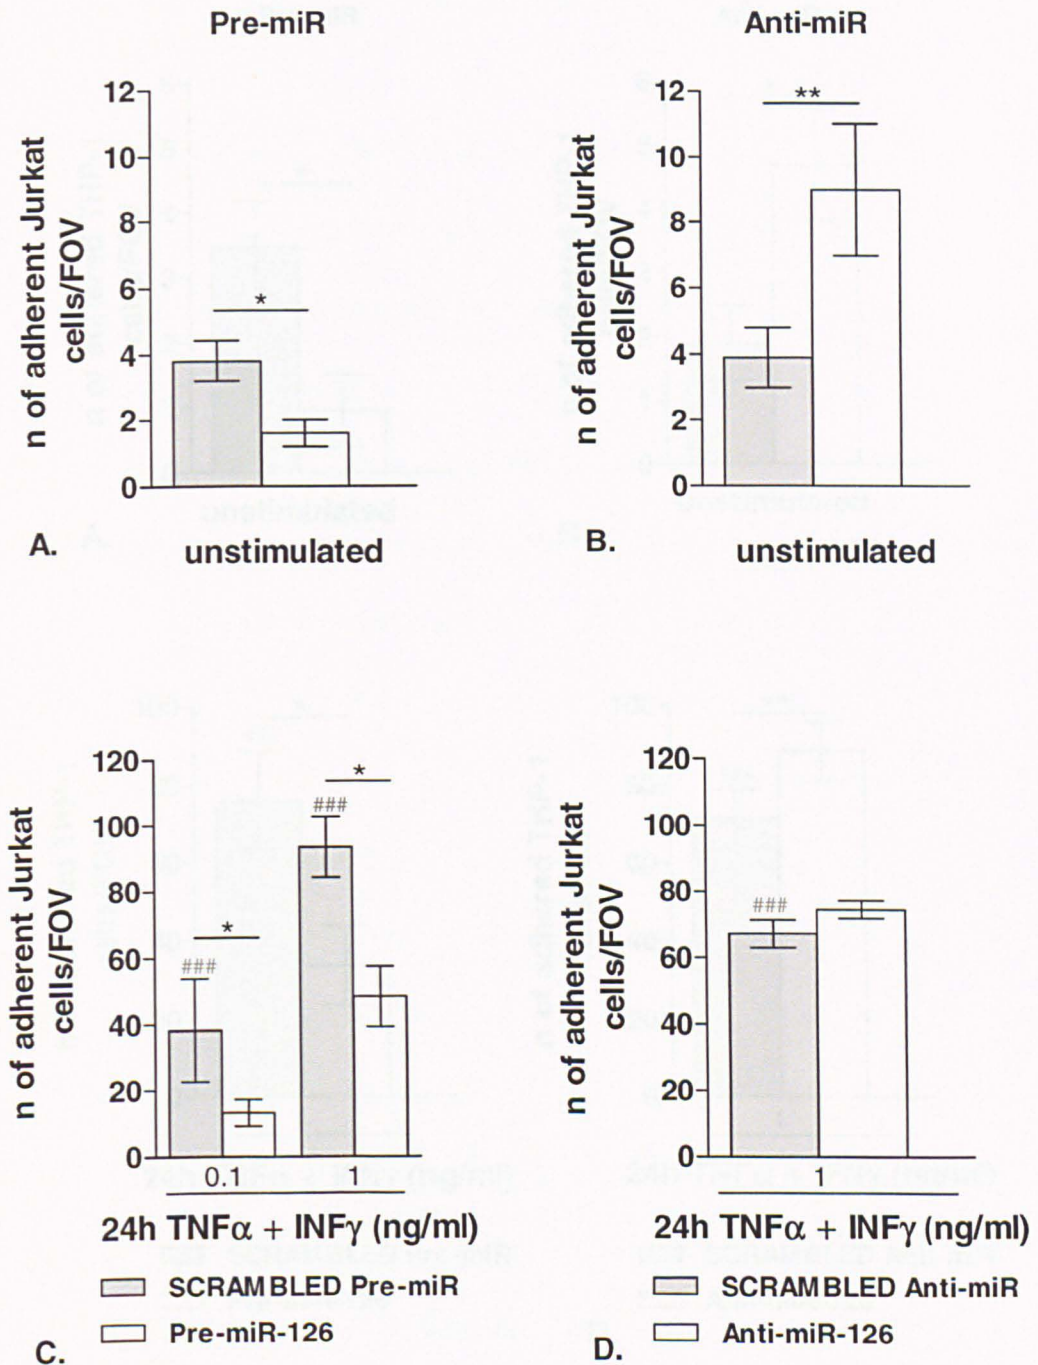 Pre-miR
Anti-miR
n of adherent Jurkat
cells/FOV
12
10
8
6
4
2
0
*
A.
unstimulated
n of adherent Jurkat
cells/FOV
12
10
8
6
4
2
0
**
B.
unstimulated
n of adherent Jurkat
cells/FOV
120
100
80
60
40
20
0
###
*
###
*
0.1
1
24h TNFα + INFγ (ng/ml)
SCRAMBLED Pre-miR
Pre-miR-126
C.
n of adherent Jurkat
cells/FOV
120
100
80
60
40
20
0
###
1
24h TNFα + INFγ (ng/ml)
SCRAMBLED Anti-miR
Anti-miR-126
D.